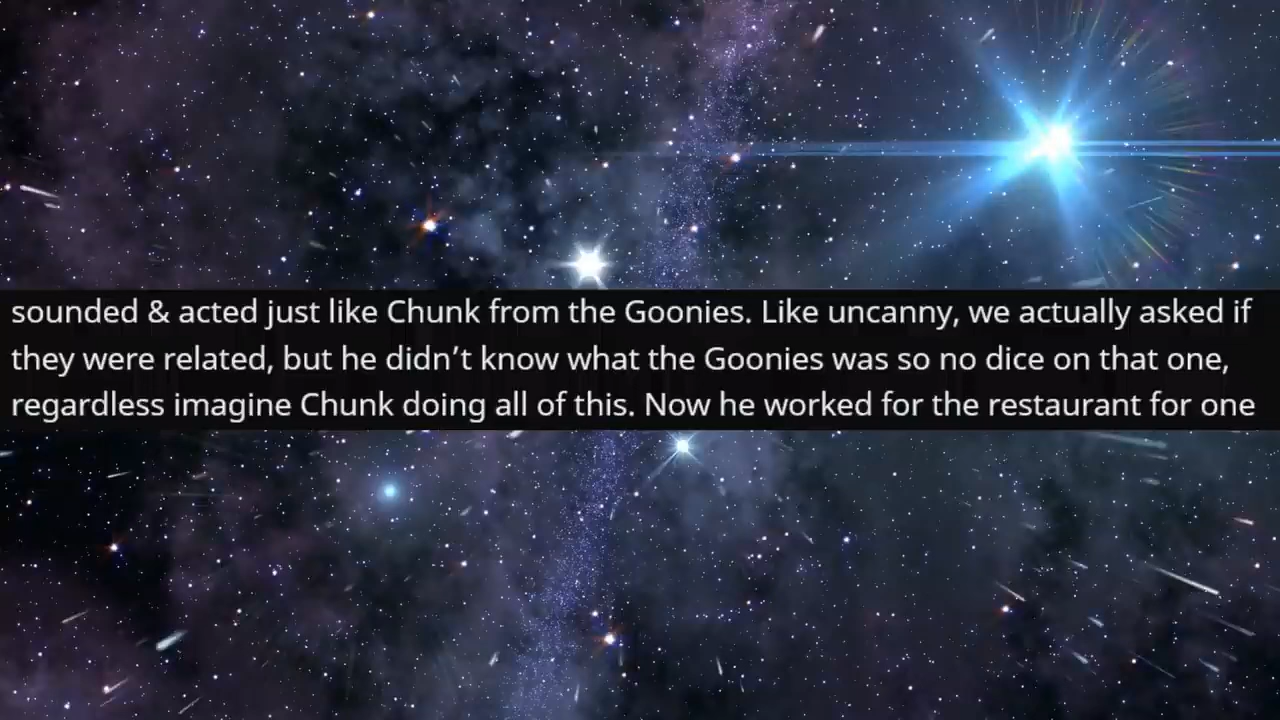 sounded & acted just like Chunk from the Goonies. Like uncanny, we actually asked if
they were related, but he didn’t know what the Goonies was so no dice on that one,
regardless imagine Chunk doing all of this. Now he worked for the restaurant for one